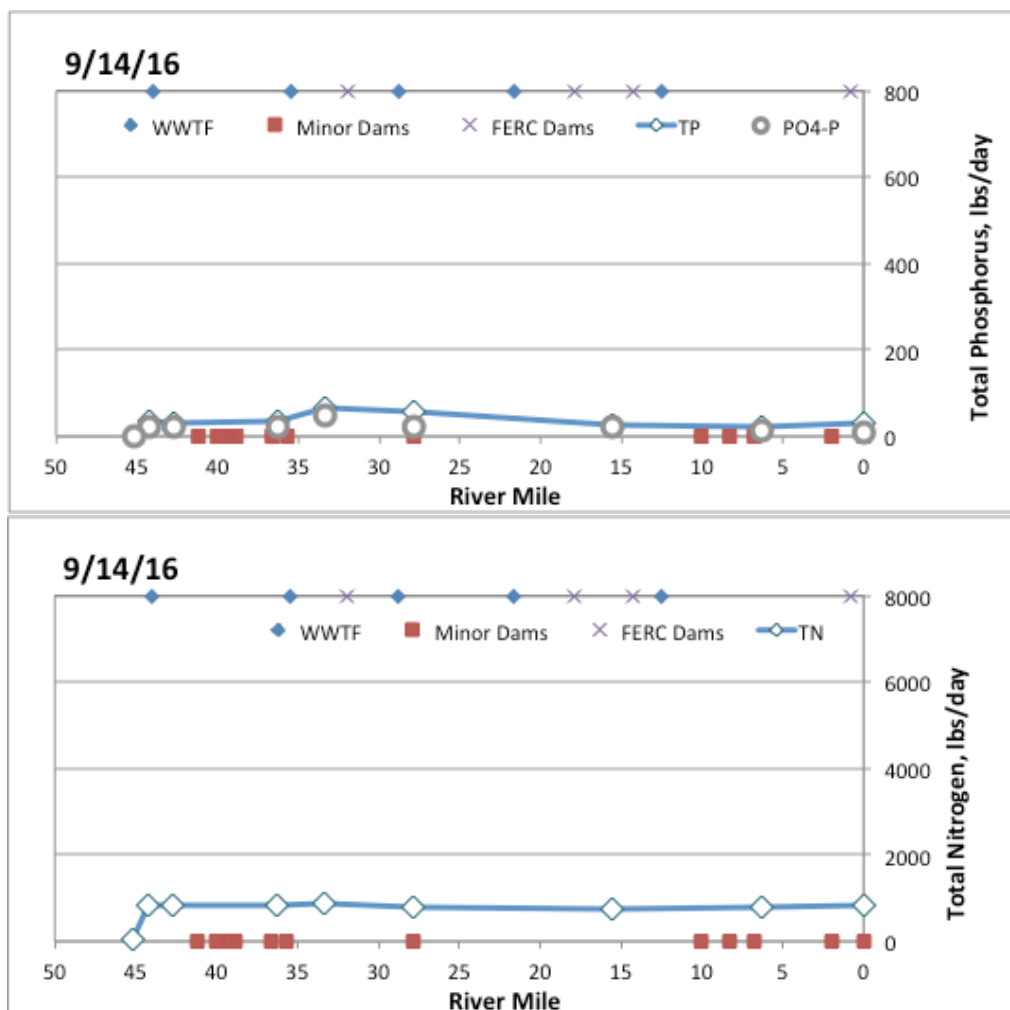 9/14/16
800
WWTF Minor Dams FERC Dams TP PO4-P
600
400
200
0
50 45 40 35 30 25 20 15 10 5 0
River Mile
Total Phosphorus, lbs/day
9/14/16
8000
WWTF Minor Dams FERC Dams TN
6000
4000
2000
0
50 45 40 35 30 25 20 15 10 5 0
River Mile
Total Nitrogen, lbs/day